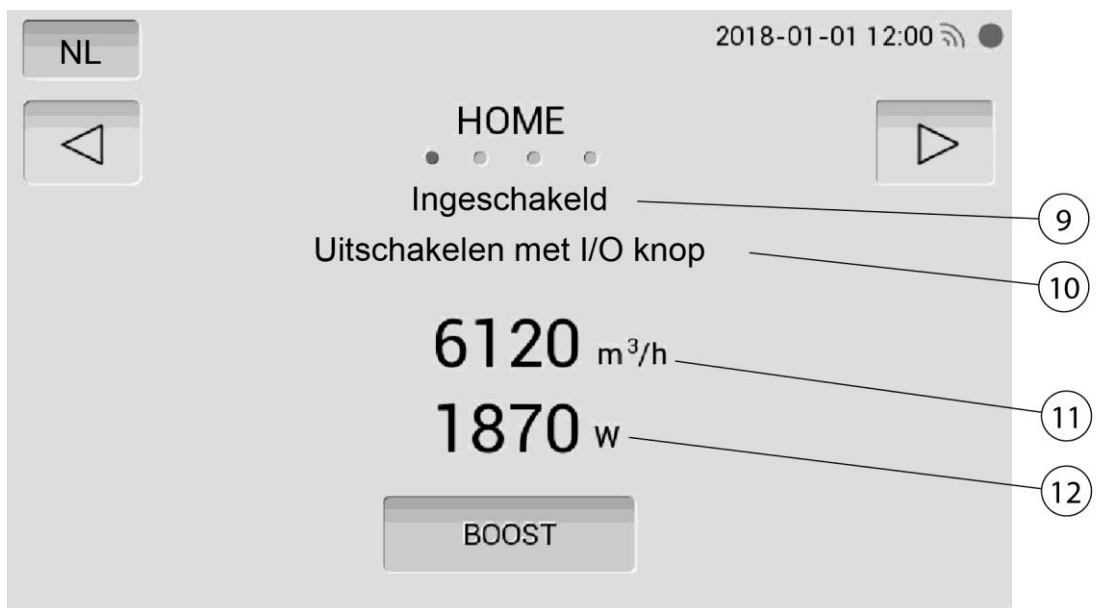 NL
2018-01-01 12:00
HOME
Ingeschakeld
9
Uitschakelen met I/O knop
10
6120 m³/h
11
1870 W
12
BOOST